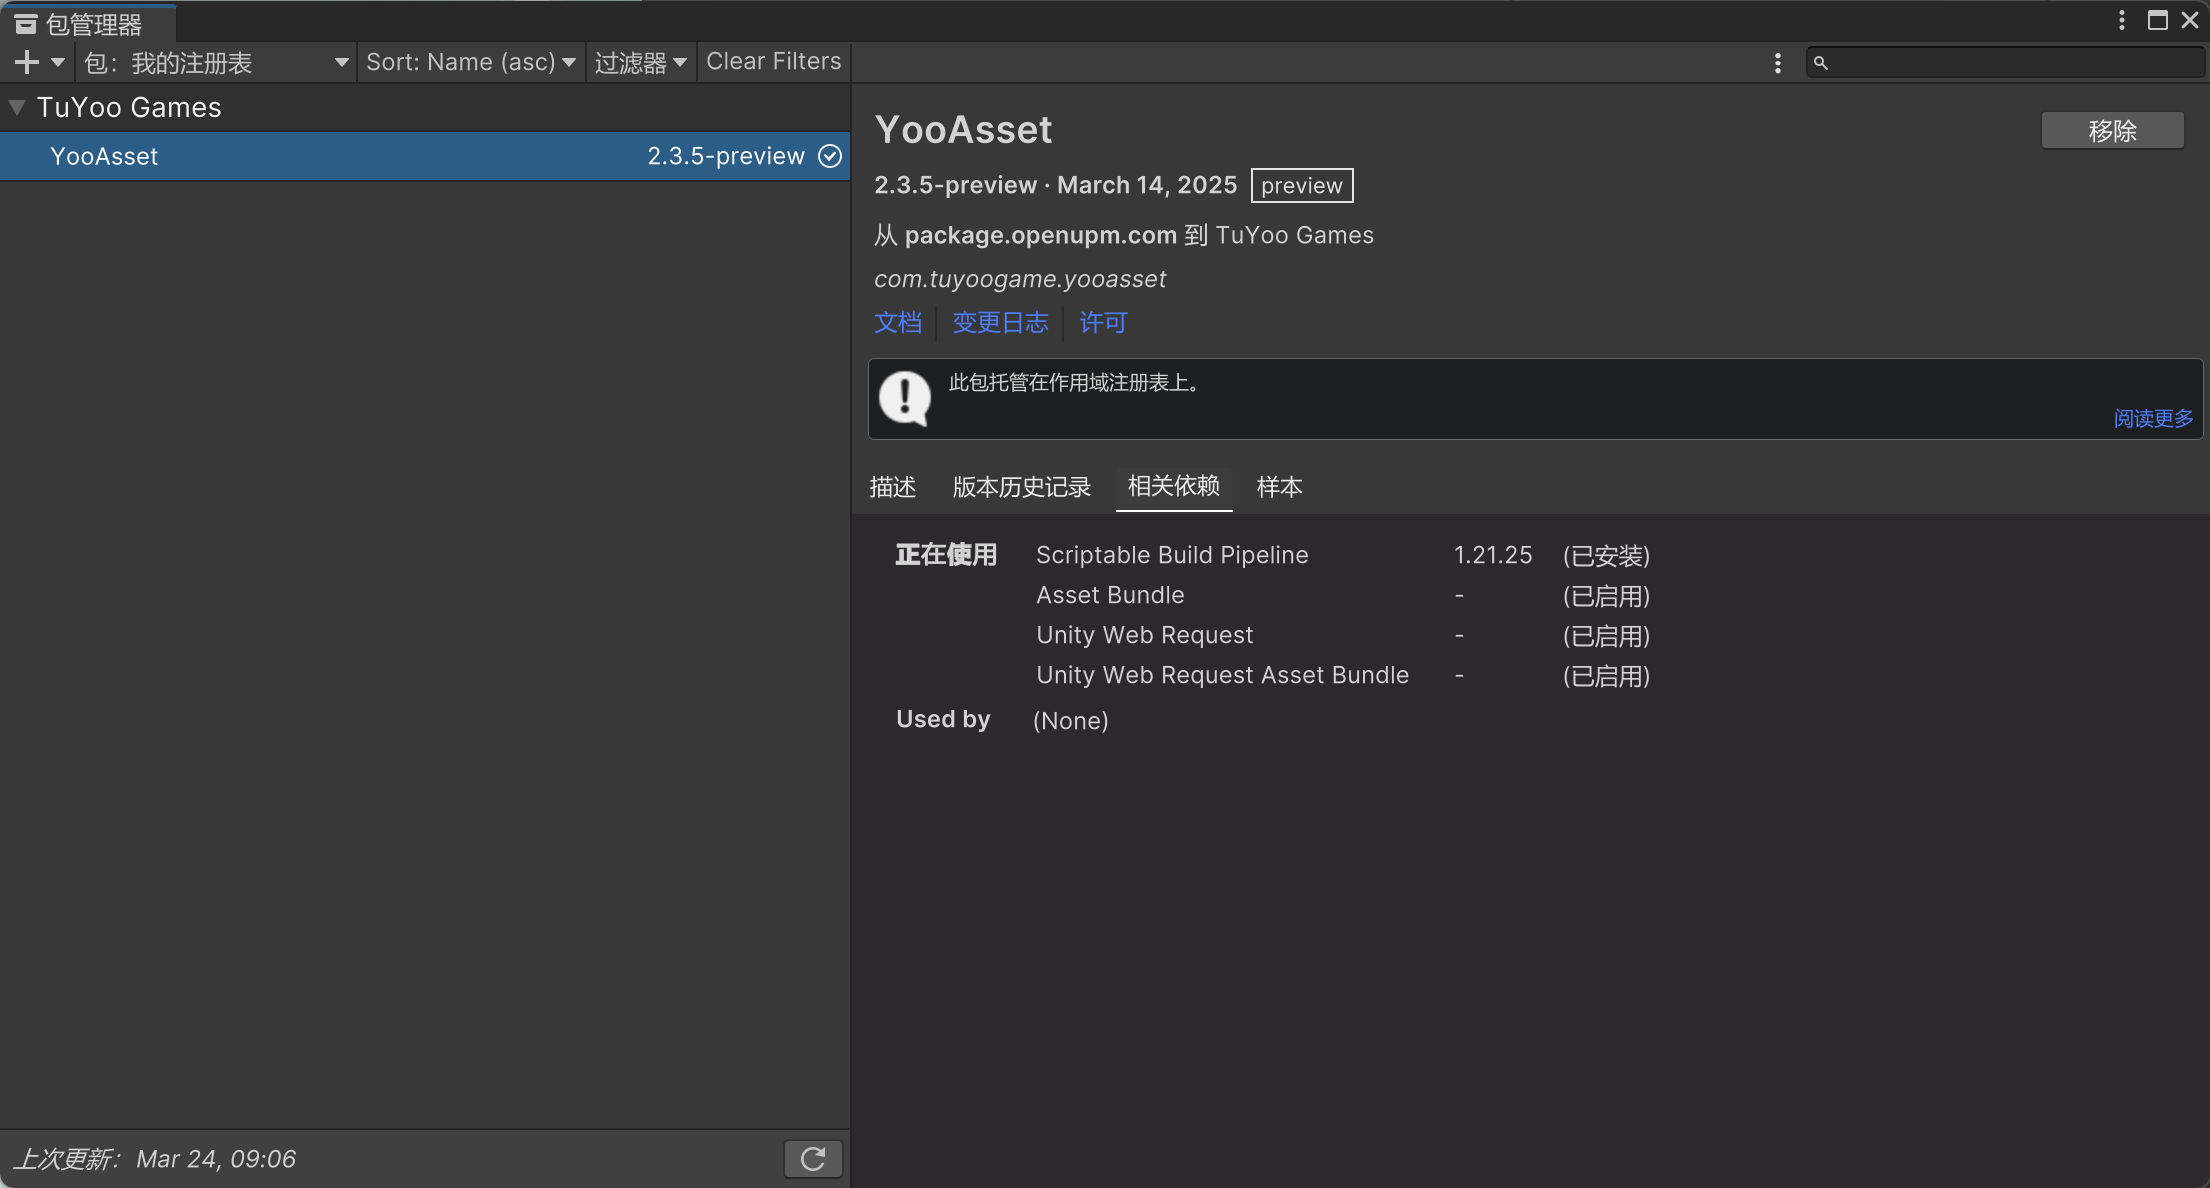 包管理器
包: 我的注册表 Sort: Name (asc) 过滤器 Clear Filters
TuYoo Games
YooAsset 2.3.5-preview
上次更新: Mar 24, 09:06
YooAsset
移除
2.3.5-preview · March 14, 2025 preview
从 package.openupm.com 到 TuYoo Games
com.tuyoogame.yooasset
文档 变更日志 许可
此包托管在作用域注册表上。
阅读更多
描述 版本历史记录 相关依赖 样本
正在使用 Scriptable Build Pipeline 1.21.25 (已安装)
Asset Bundle - (已启用)
Unity Web Request - (已启用)
Unity Web Request Asset Bundle - (已启用)
Used by (None)